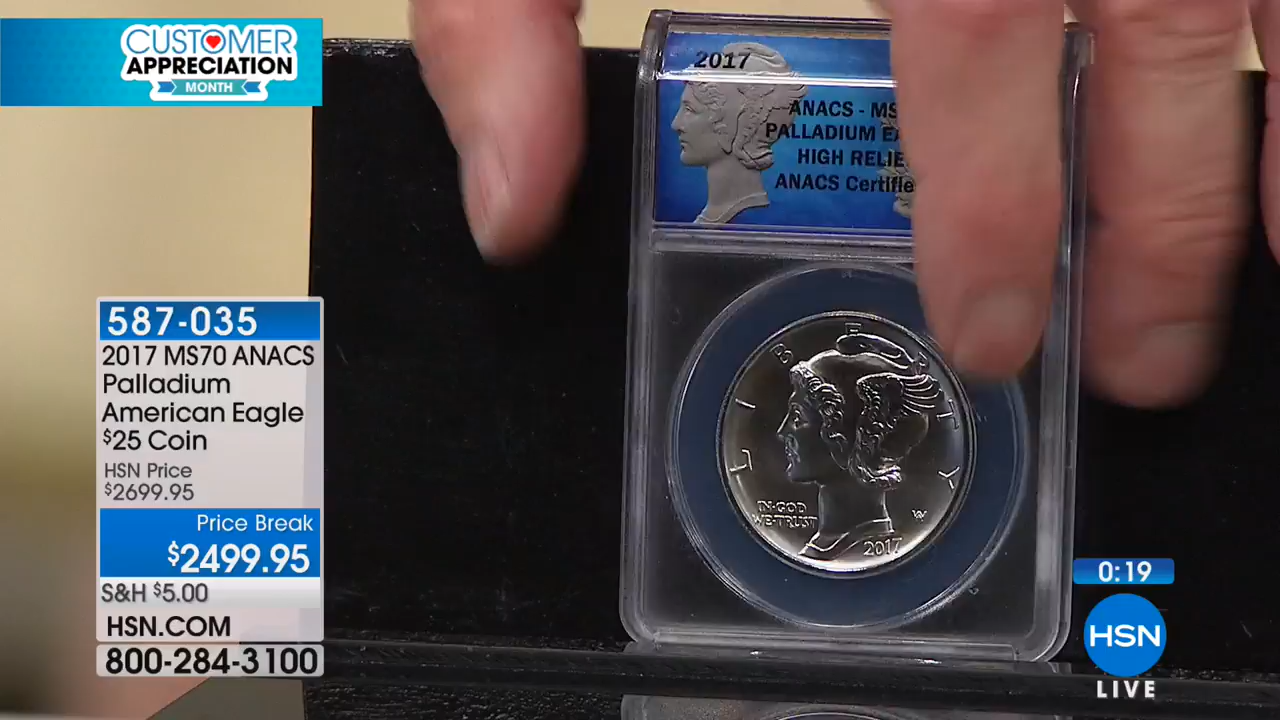 CUSTOMER
APPRECIATION
MONTH
2017
ANACS - MS
PALLADIUM E
HIGH RELIE
ANACS Certifie
587-035
2017 MS70 ANACS
Palladium
American Eagle
$25 Coin
HSN Price
$2699.95
Price Break
$2499.95
S&H $5.00
HSN.COM
800-284-3100
LIBERTY
IN·GOD
WE·TRUST
W
2017
0:19
HSN
LIVE